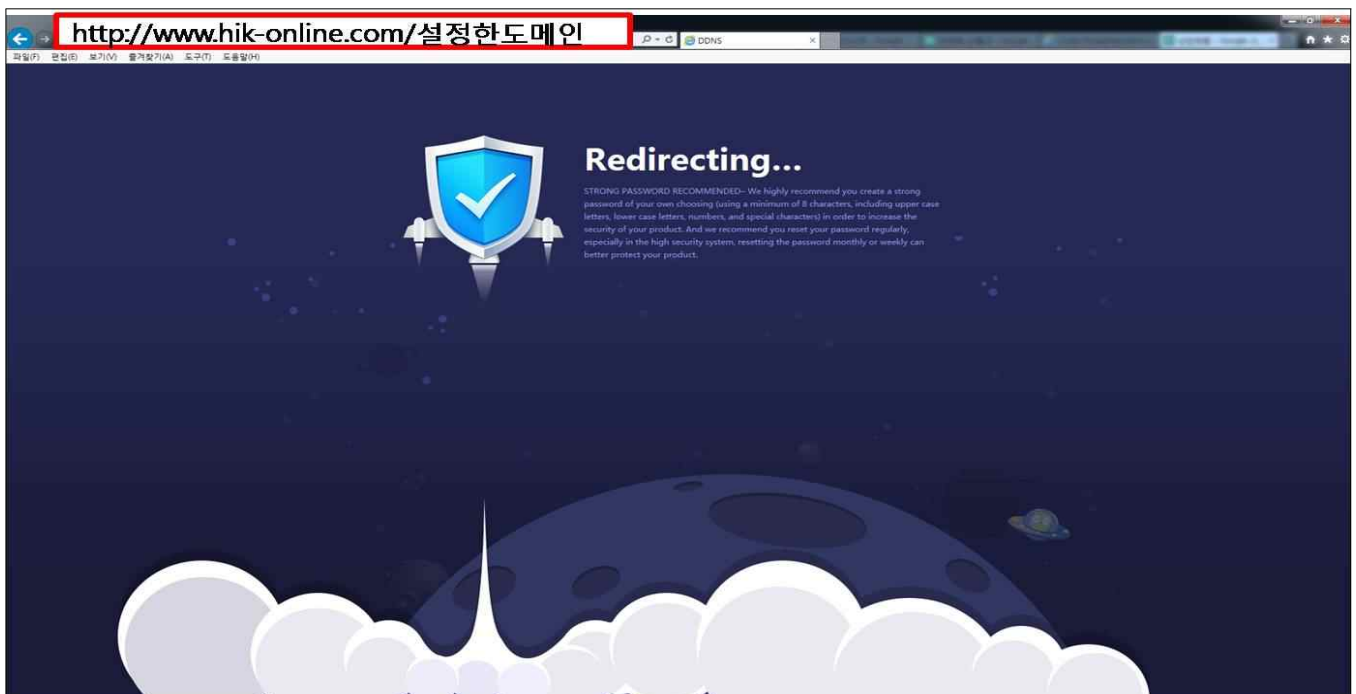 http://www.hik-online.com/설정한도메인
DDNS
파일(F) 편집(E) 보기(V) 즐겨찾기(A) 도구(T) 도움말(H)
Redirecting...
STRONG PASSWORD RECOMMENDED– We highly recommend you create a strong
password of your own choosing (using a minimum of 8 characters, including upper case
letters, lower case letters, numbers, and special characters) in order to increase the
security of your product. And we recommend you reset your password regularly,
especially in the high security system, resetting the password monthly or weekly can
better protect your product.